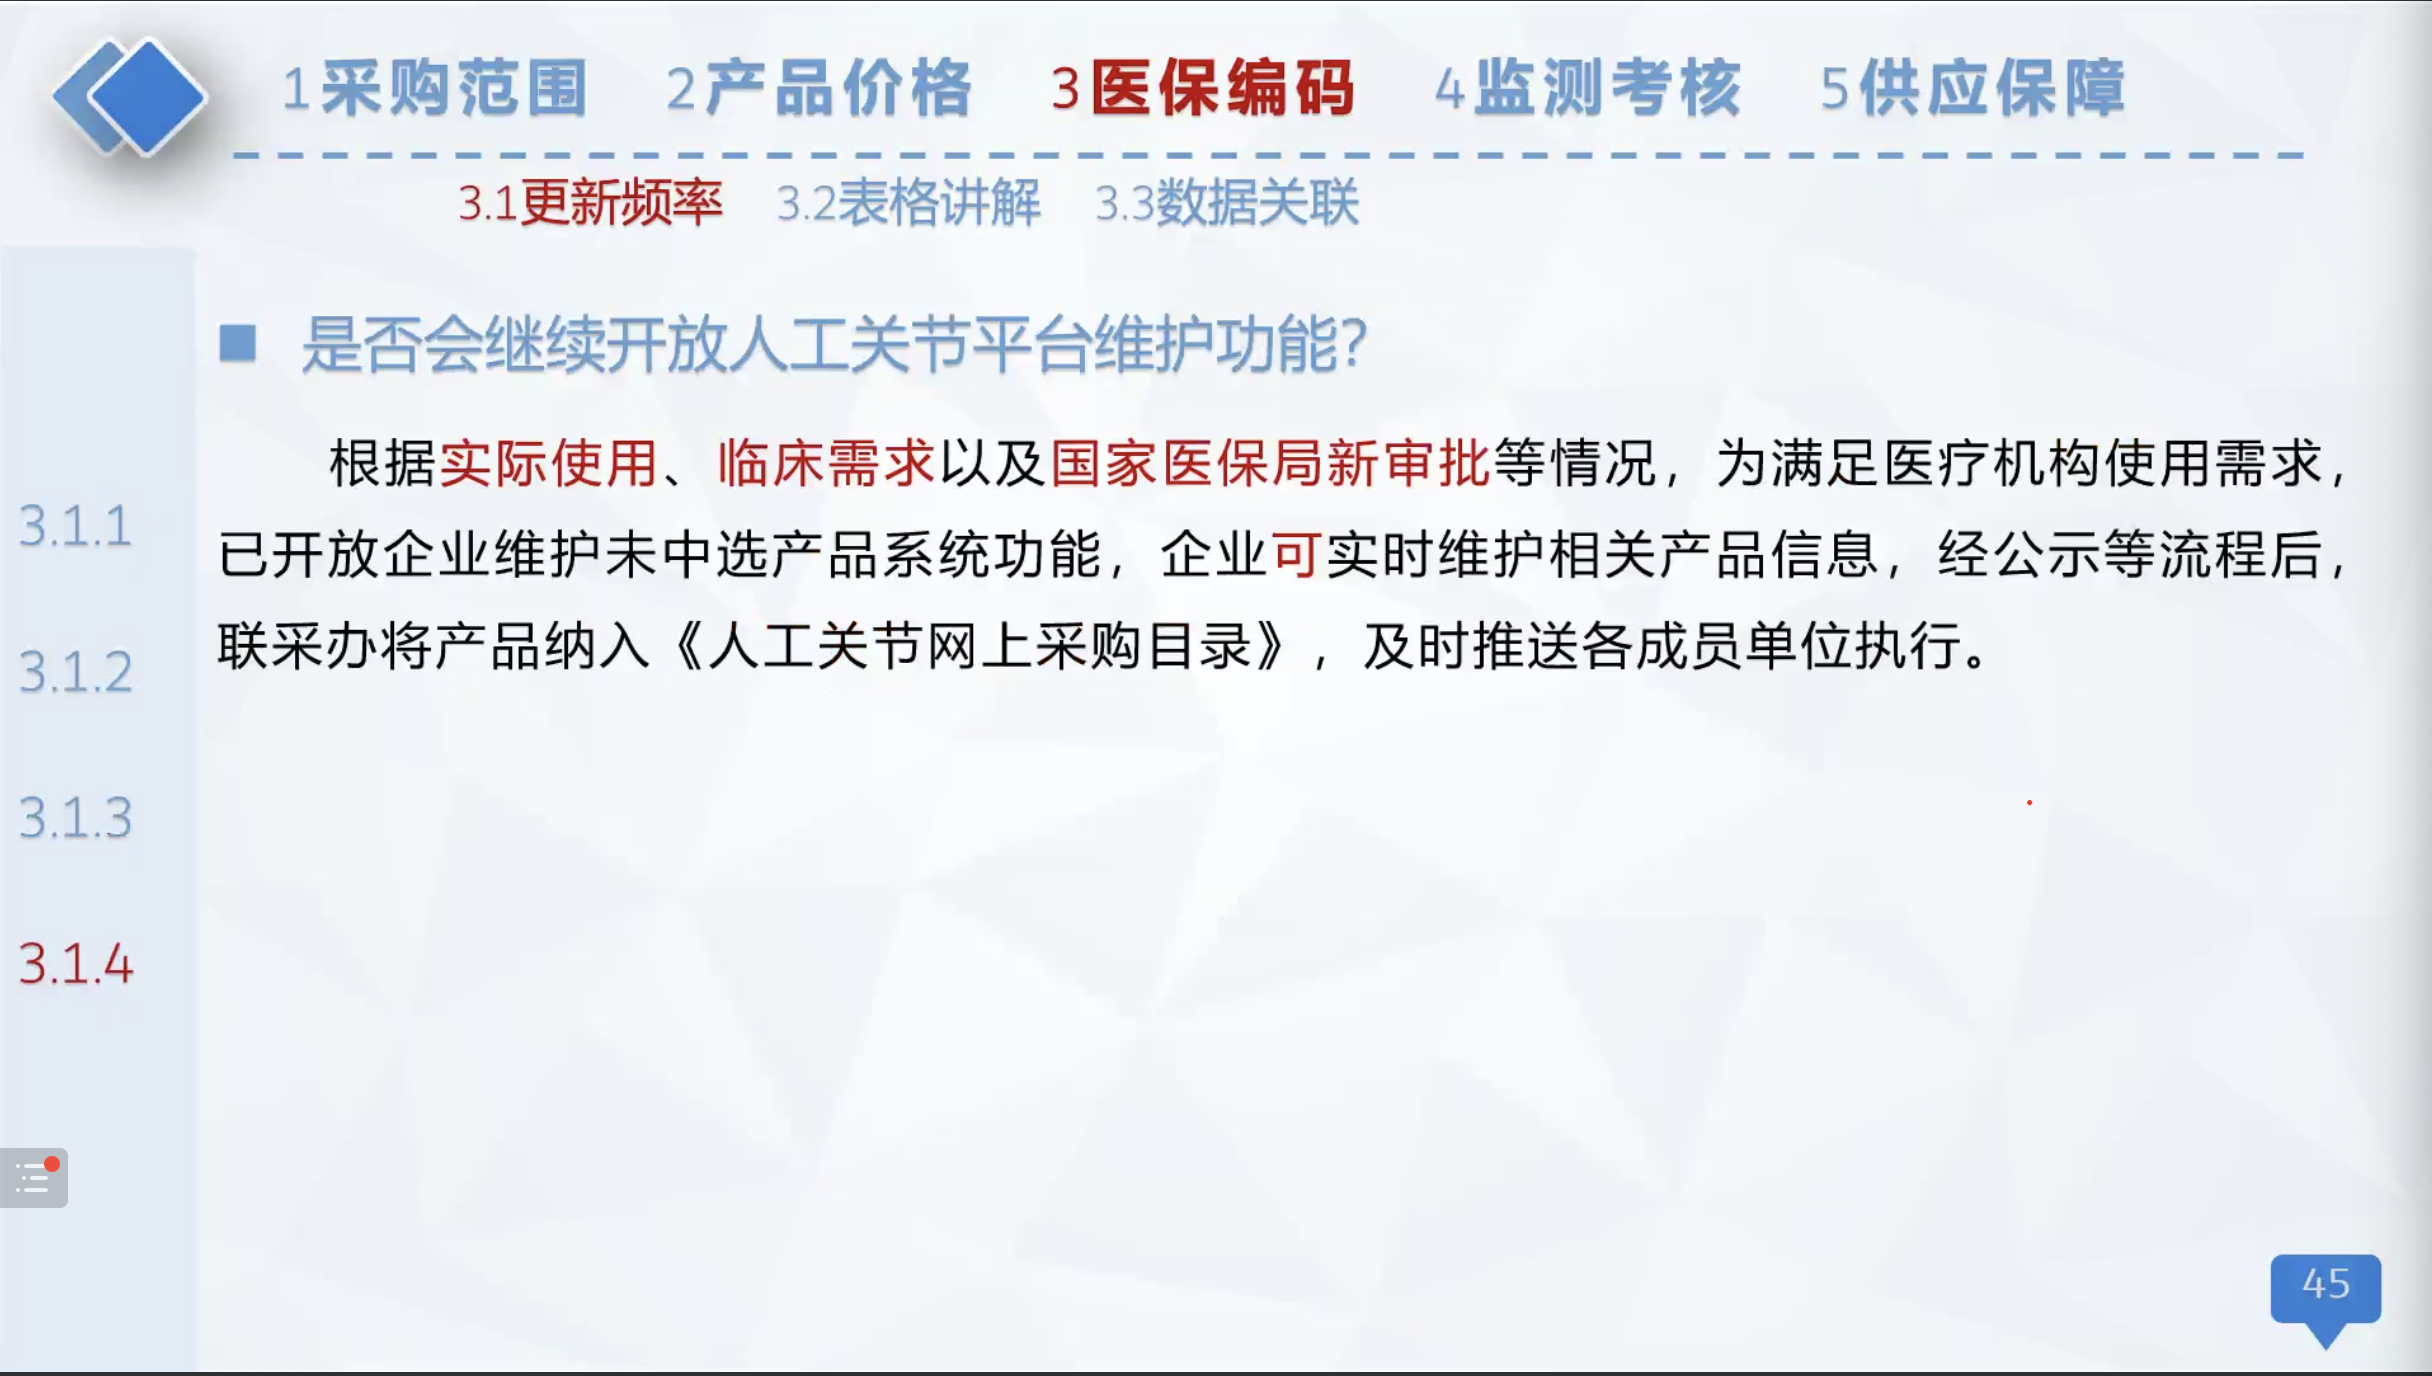 1采购范围 2产品价格 3医保编码 4监测考核 5供应保障
3.1更新频率 3.2表格讲解 3.3数据关联
是否会继续开放人工关节平台维护功能?
根据实际使用、临床需求以及国家医保局新审批等情况，为满足医疗机构使用需求，
已开放企业维护未中选产品系统功能，企业可实时维护相关产品信息，经公示等流程后，
联采办将产品纳入《人工关节网上采购目录》，及时推送各成员单位执行。
3.1.1
3.1.2
3.1.3
3.1.4
45